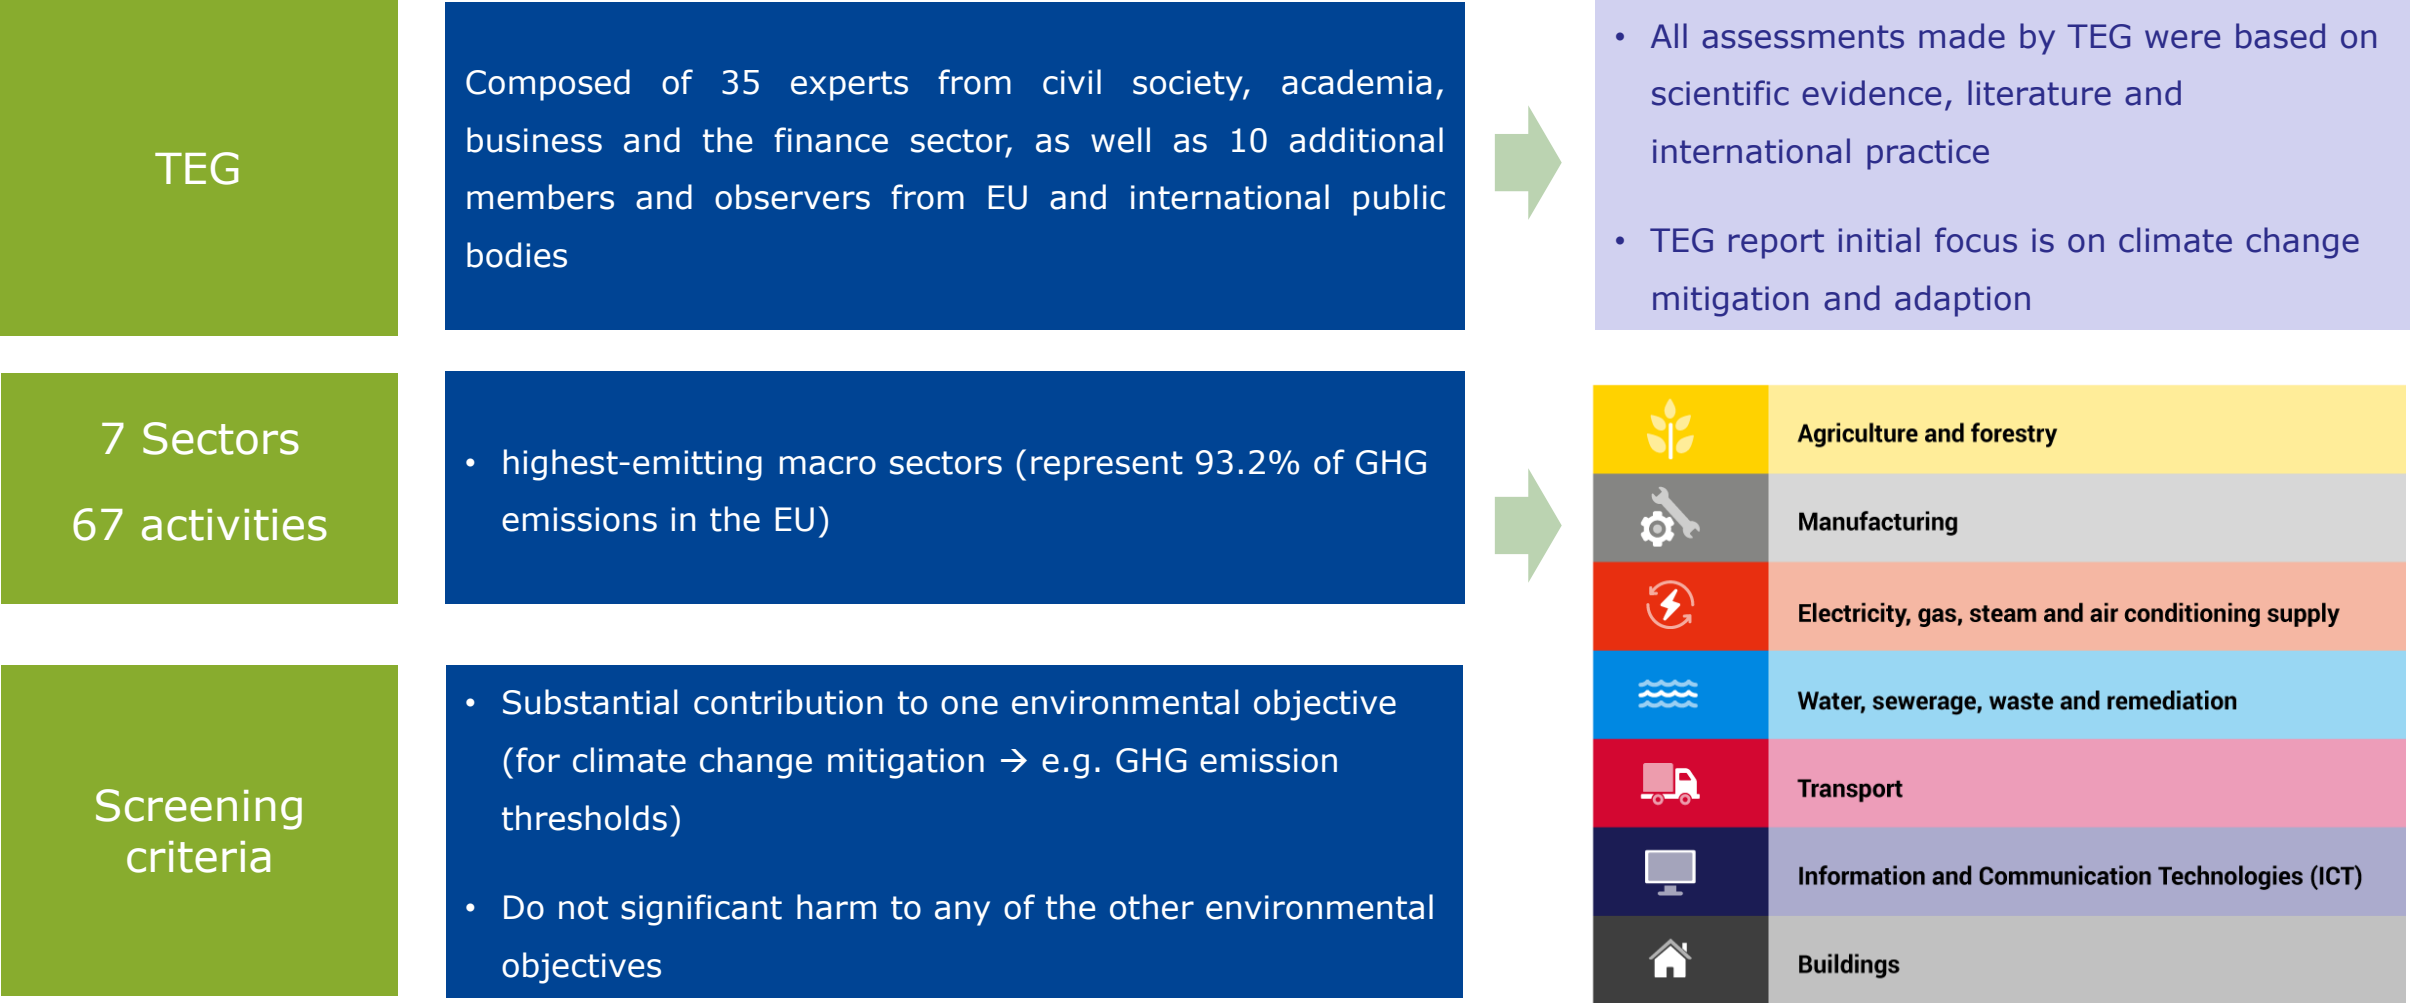 TEG
Composed of 35 experts from civil society, academia,
business and the finance sector, as well as 10 additional
members and observers from EU and international public
bodies
• All assessments made by TEG were based on
scientific evidence, literature and
international practice
• TEG report initial focus is on climate change
mitigation and adaption
7 Sectors
67 activities
• highest-emitting macro sectors (represent 93.2% of GHG
emissions in the EU)
Screening
criteria
• Substantial contribution to one environmental objective
(for climate change mitigation → e.g. GHG emission
thresholds)
• Do not significant harm to any of the other environmental
objectives
Agriculture and forestry
Manufacturing
Electricity, gas, steam and air conditioning supply
Water, sewerage, waste and remediation
Transport
Information and Communication Technologies (ICT)
Buildings